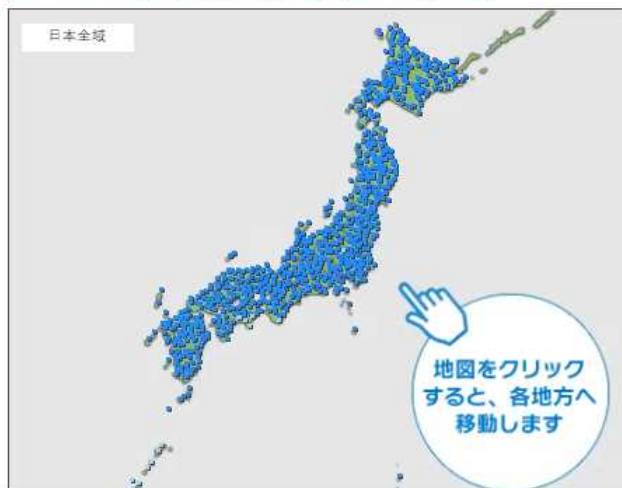 日本全域
地図をクリック
すると、各地方へ
移動します